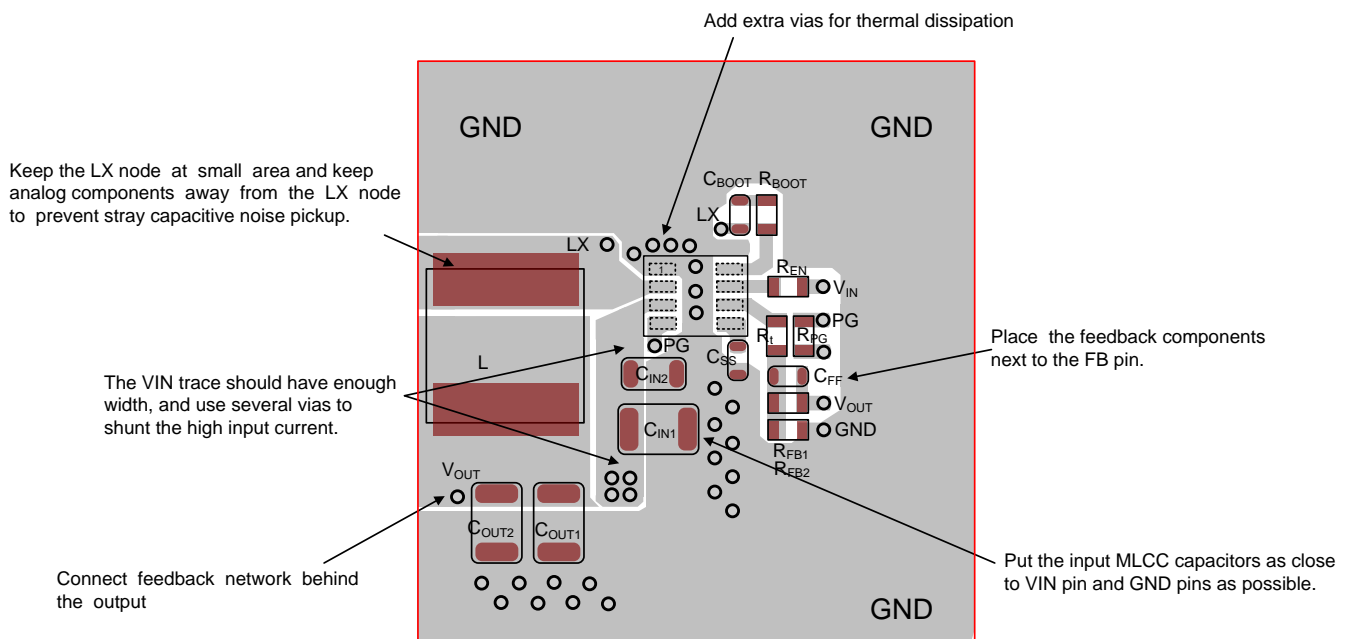 Add extra vias for thermal dissipation
GND
GND
Keep the LX node at small area and keep
analog components away from the LX node
to prevent stray capacitive noise pickup.
CBOOT
RBOOT
LX
LX
1
REN
VIN
PG
Rt
RPG
PG
CSS
Place the feedback components
next to the FB pin.
L
CIN2
CFF
The VIN trace should have enough
width, and use several vias to
shunt the high input current.
VOUT
CIN1
GND
RFB1
RFB2
VOUT
COUT2
COUT1
Put the input MLCC capacitors as close
to VIN pin and GND pins as possible.
Connect feedback network behind
the output
GND